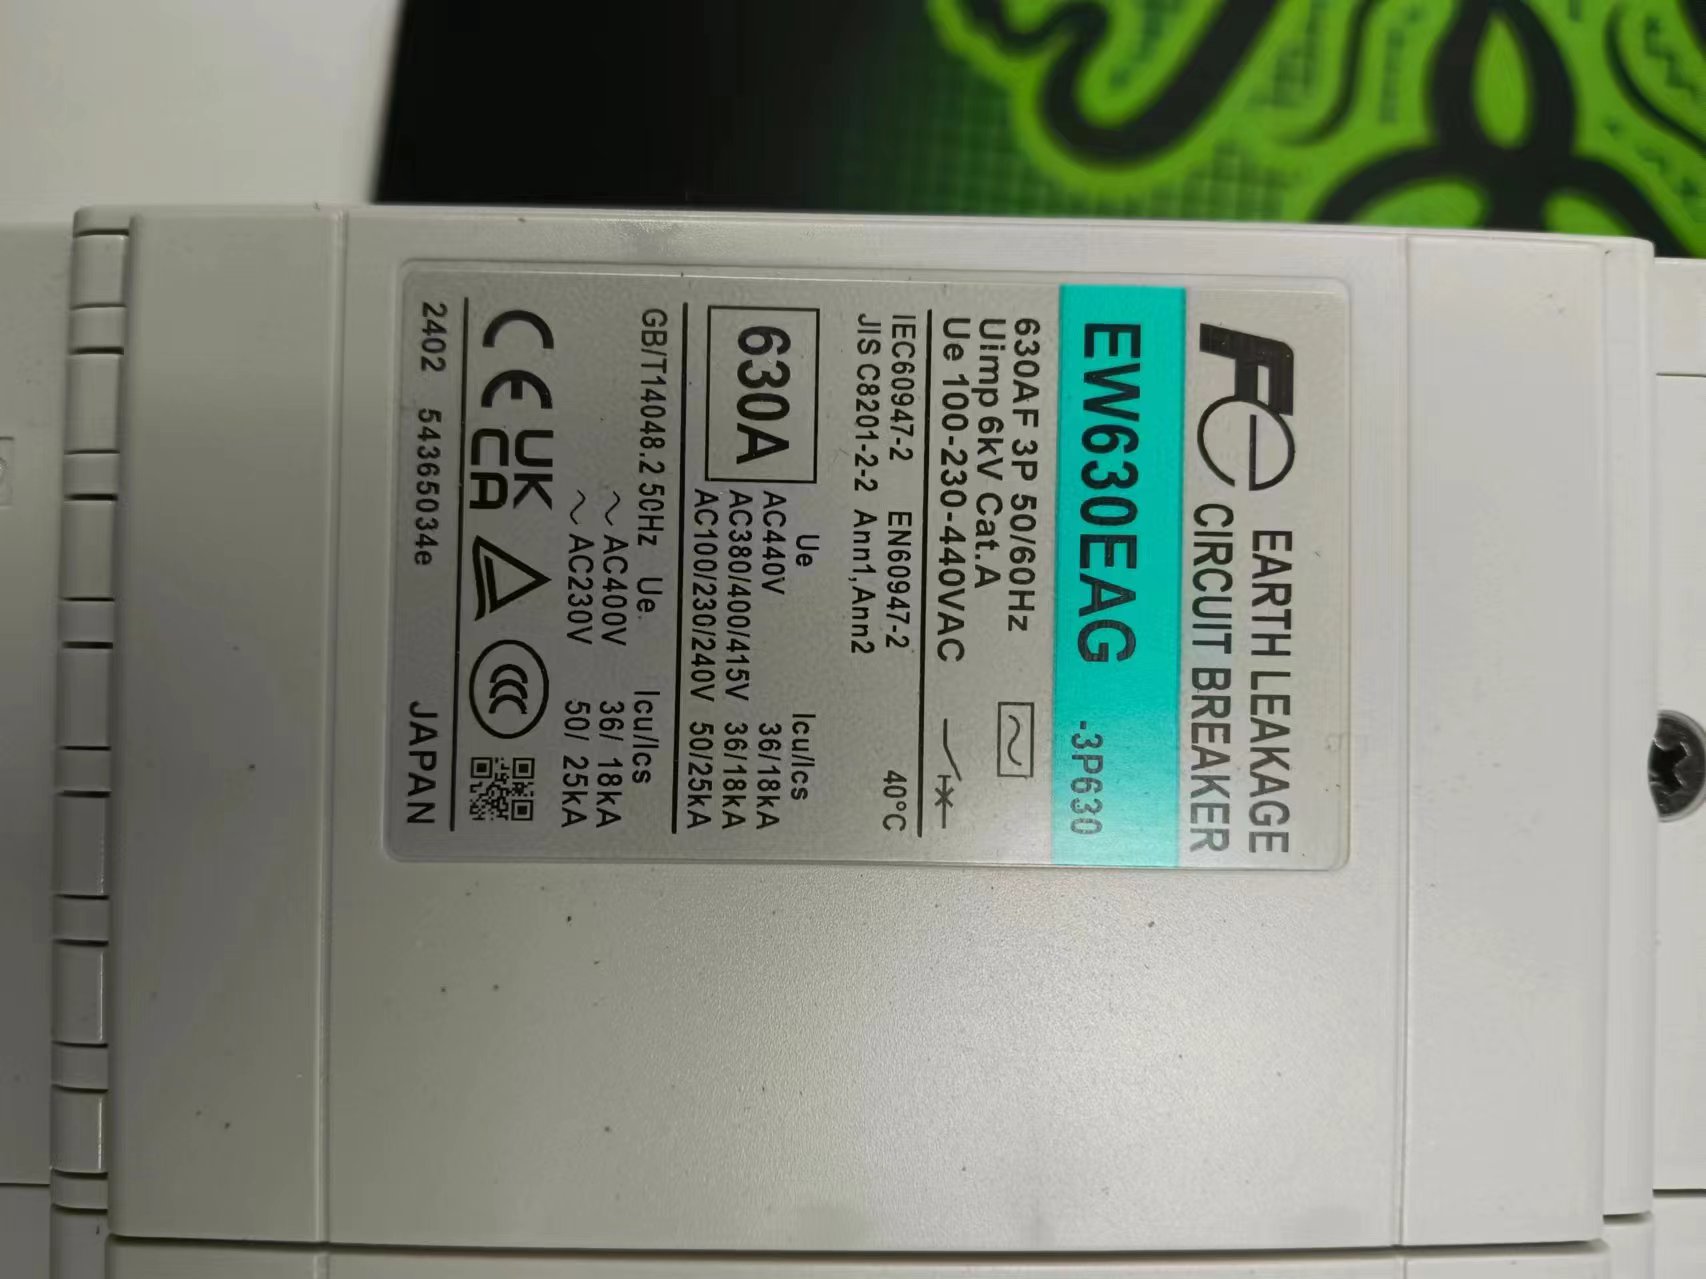 Fe EARTH LEAKAGE
CIRCUIT BREAKER
EW630EAG -3P630
630AF 3P 50/60Hz
Uimp 6kV Cat.A
Ue 100-230-440VAC
IEC60947-2 EN60947-2 40°C
JIS C8201-2-2 Ann1,Ann2
630A
Ue Icu/Ics
AC440V 36/18kA
AC380/400/415V 36/18kA
AC100/230/240V 50/25kA
GB/T14048.2 50Hz Ue. Icu/Ics
~ AC400V 36/ 18kA
~ AC230V 50/ 25kA
CE UK CA CCC
2402 54365034e JAPAN